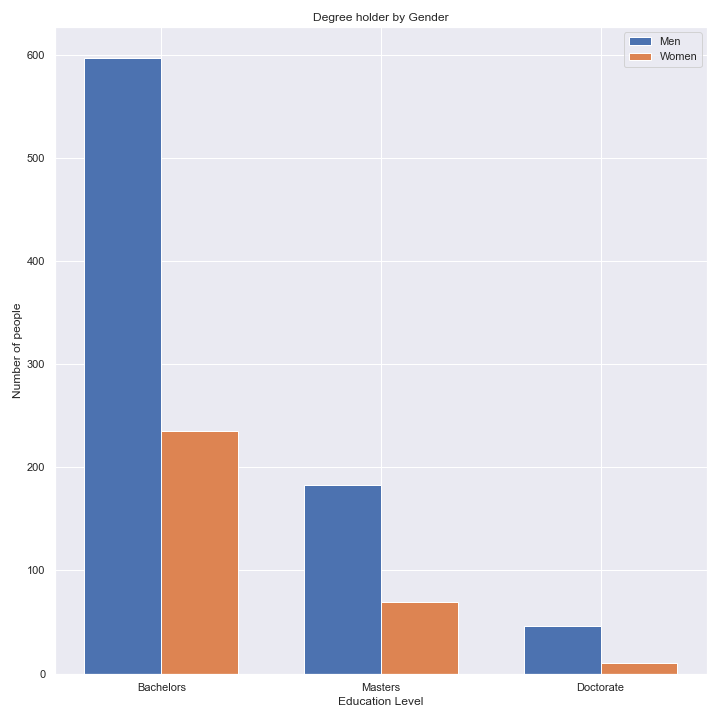 Degree holder by Gender
Men
Women
600
500
400
300
200
100
0
Number of people
Bachelors
Masters
Doctorate
Education Level